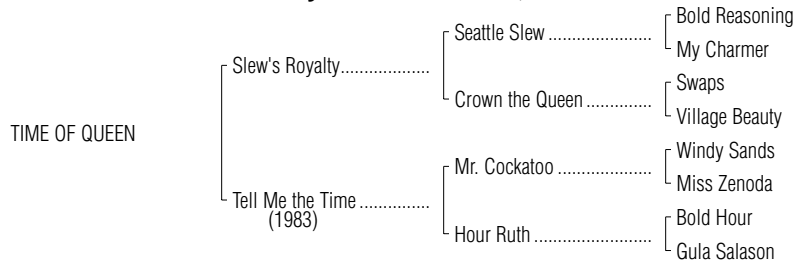 Bold Reasoning
Seattle Slew ......................
My Charmer
Slew's Royalty...................
Swaps
Crown the Queen ..............
Village Beauty
TIME OF QUEEN
Windy Sands
Mr. Cockatoo ....................
Miss Zenoda
Tell Me the Time ...............
(1983)
Bold Hour
Hour Ruth .........................
Gula Salason